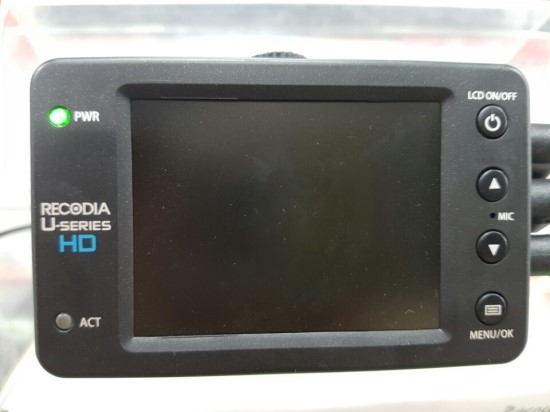 LCD ON/OFF
PWR
MIC
RECODIA
U-SERIES
HD
ACT
MENU/OK